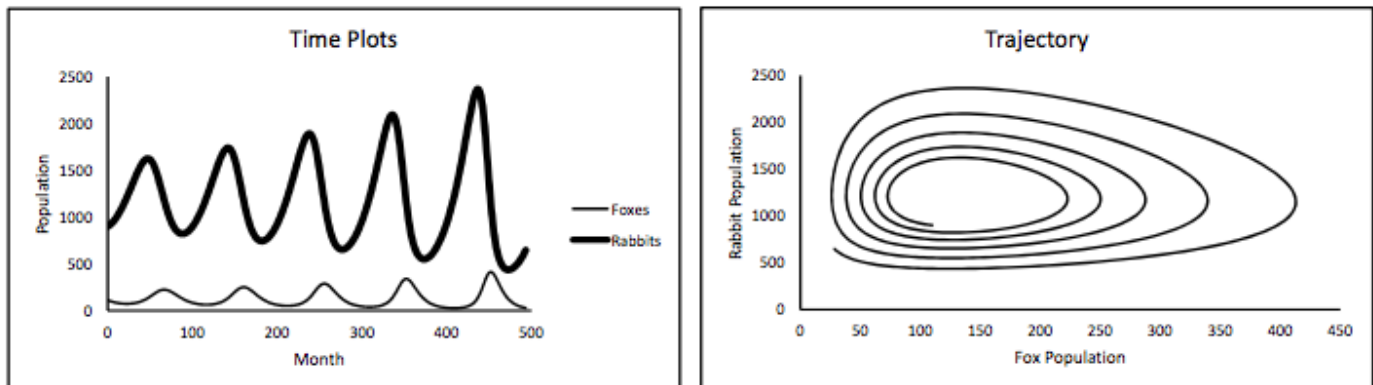 Time Plots
2500
2000
1500
1000
500
0
Population
0 100 200 300 400 500
Month
Foxes
Rabbits
Trajectory
2500
2000
1500
1000
500
0
Rabbit Population
0 50 100 150 200 250 300 350 400 450
Fox Population